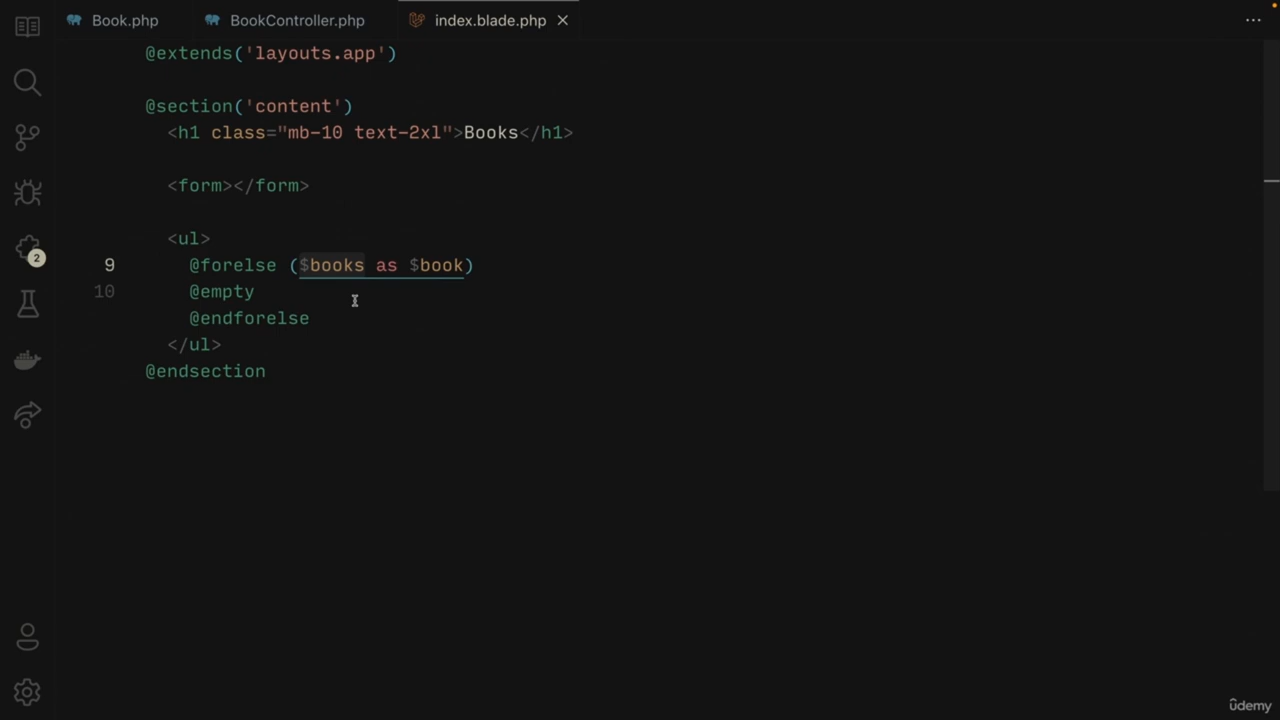 Book.php BookController.php index.blade.php
@extends('layouts.app')
@section('content')
<h1 class="mb-10 text-2xl">Books</h1>
<form></form>
<ul>
9 @forelse ($books as $book)
10 @empty
@endforelse
</ul>
@endsection
2
ûdemy